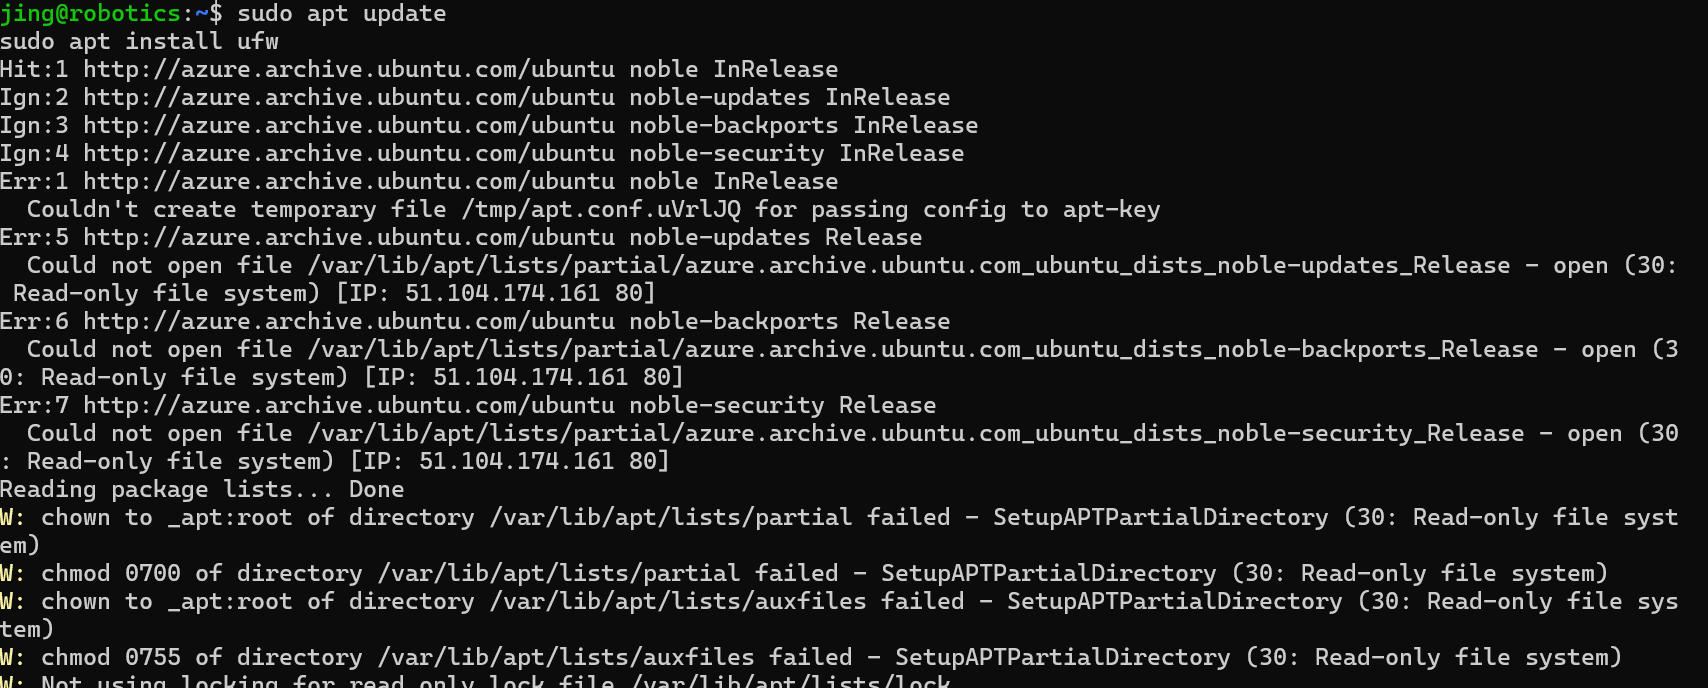 jing@robotics:~$ sudo apt update
sudo apt install ufw
Hit:1 http://azure.archive.ubuntu.com/ubuntu noble InRelease
Ign:2 http://azure.archive.ubuntu.com/ubuntu noble-updates InRelease
Ign:3 http://azure.archive.ubuntu.com/ubuntu noble-backports InRelease
Ign:4 http://azure.archive.ubuntu.com/ubuntu noble-security InRelease
Err:1 http://azure.archive.ubuntu.com/ubuntu noble InRelease
  Couldn't create temporary file /tmp/apt.conf.uVrlJQ for passing config to apt-key
Err:5 http://azure.archive.ubuntu.com/ubuntu noble-updates Release
  Could not open file /var/lib/apt/lists/partial/azure.archive.ubuntu.com_ubuntu_dists_noble-updates_Release - open (30:
 Read-only file system) [IP: 51.104.174.161 80]
Err:6 http://azure.archive.ubuntu.com/ubuntu noble-backports Release
  Could not open file /var/lib/apt/lists/partial/azure.archive.ubuntu.com_ubuntu_dists_noble-backports_Release - open (3
0: Read-only file system) [IP: 51.104.174.161 80]
Err:7 http://azure.archive.ubuntu.com/ubuntu noble-security Release
  Could not open file /var/lib/apt/lists/partial/azure.archive.ubuntu.com_ubuntu_dists_noble-security_Release - open (30
: Read-only file system) [IP: 51.104.174.161 80]
Reading package lists... Done
W: chown to _apt:root of directory /var/lib/apt/lists/partial failed - SetupAPTPartialDirectory (30: Read-only file syst
em)
W: chmod 0700 of directory /var/lib/apt/lists/partial failed - SetupAPTPartialDirectory (30: Read-only file system)
W: chown to _apt:root of directory /var/lib/apt/lists/auxfiles failed - SetupAPTPartialDirectory (30: Read-only file sys
tem)
W: chmod 0755 of directory /var/lib/apt/lists/auxfiles failed - SetupAPTPartialDirectory (30: Read-only file system)
W: Not using locking for read only lock file /var/lib/apt/lists/lock